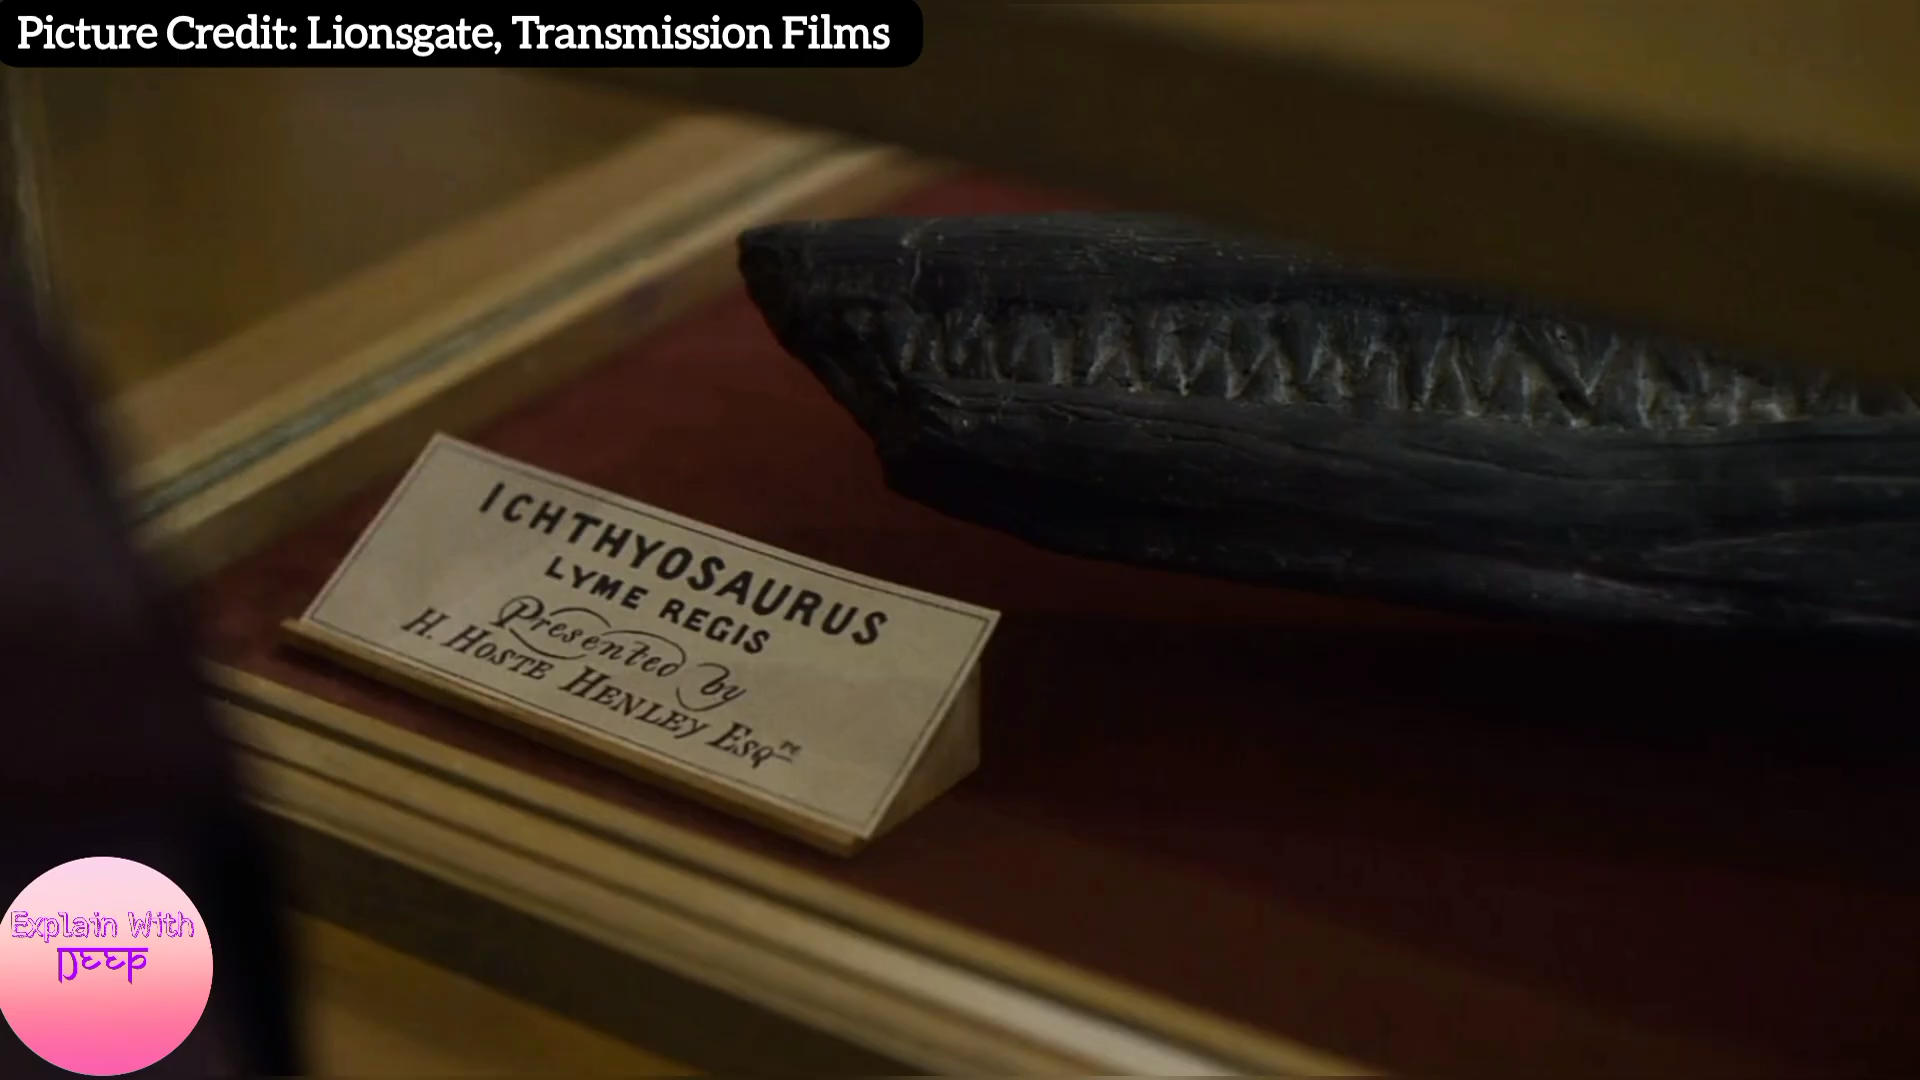 Picture Credit: Lionsgate, Transmission Films
ICHTHYOSAURUS
LYME REGIS
Presented by
H. HOSTE HENLEY ESQRE
Explain With
DEEP